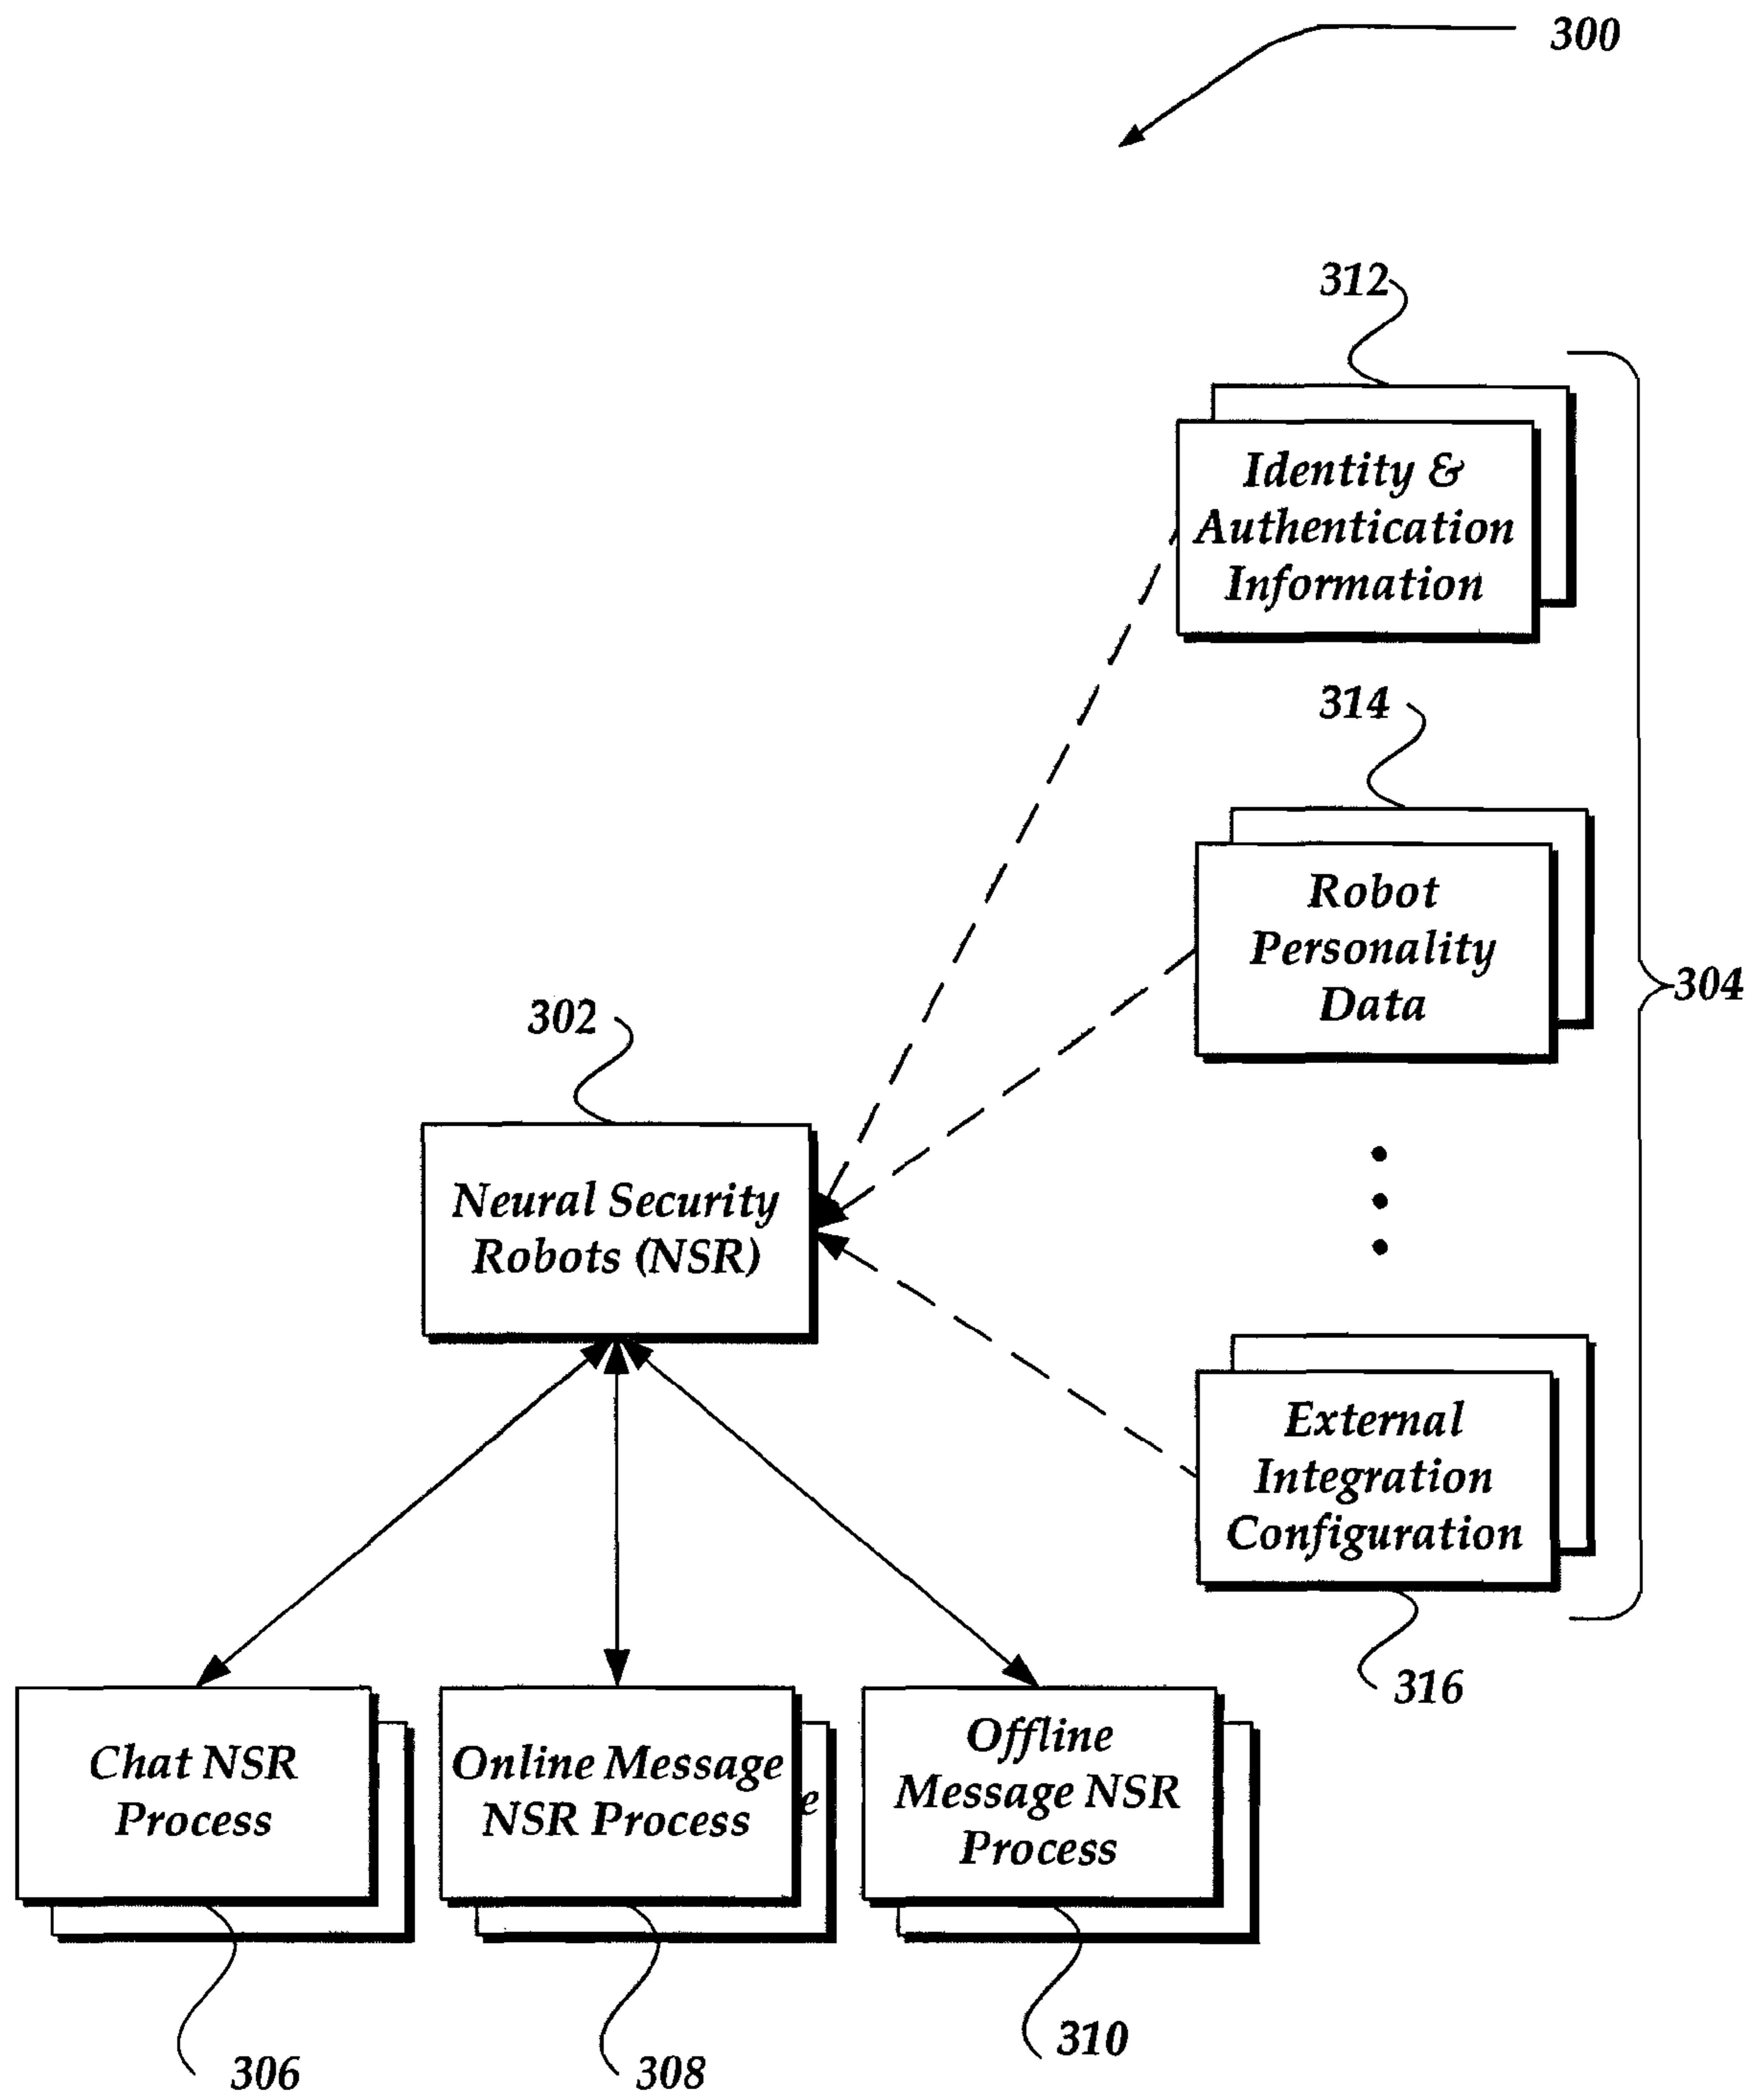 300
312
Identity &
Authentication
Information
314
Robot
Personality
Data
304
302
Neural Security
Robots (NSR)
External
Integration
Configuration
316
Chat NSR
Process
Online Message
NSR Process
e
Offline
Message NSR
Process
306
308
310